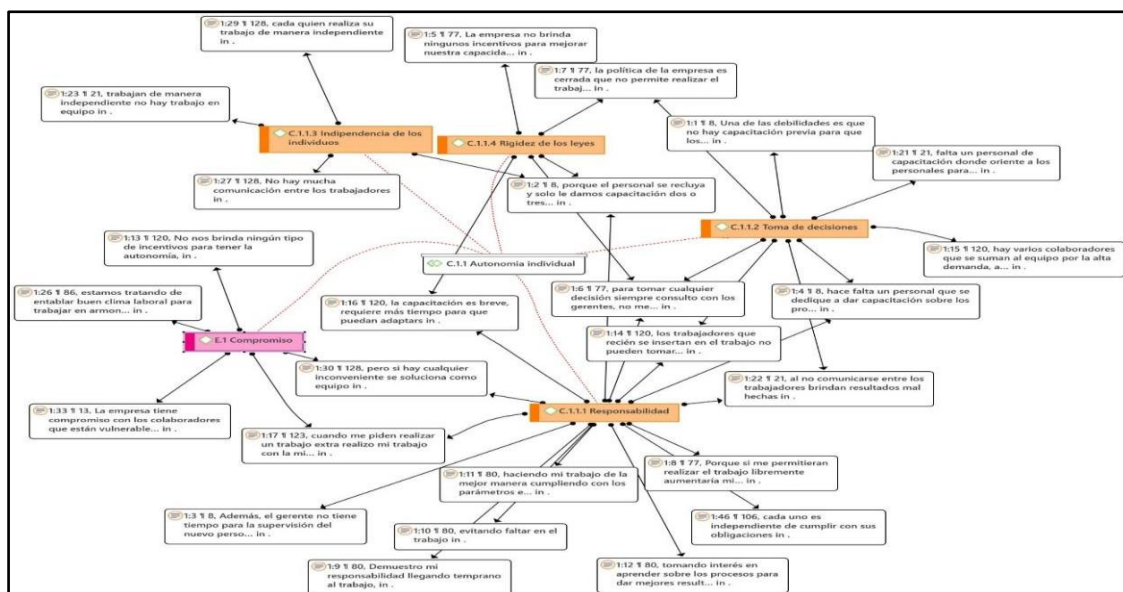 1:29 ¶ 128, cada quien realiza su
trabajo de manera independiente
in .
1:5 ¶ 77, La empresa no brinda
ningunos incentivos para mejorar
nuestra capacida... in .
1:7 ¶ 77, la política de la empresa es
cerrada que no permite realizar el
trabaj... in .
1:23 ¶ 21, trabajan de manera
independiente no hay trabajo en
equipo in .
1:1 ¶ 8, Una de las debilidades es que
no hay capacitación previa para que
los... in .
C.1.1.3 Indipendencia de los
individuos
C.1.1.4 Rigidez de los leyes
1:21 ¶ 21, falta un personal de
capacitación donde oriente a los
personales para... in .
1:27 ¶ 128, No hay mucha
comunicación entre los trabajadores
in .
1:2 ¶ 8, porque el personal se recluya
y solo le damos capacitación dos o
tres... in .
C.1.1.2 Toma de decisiones
1:13 ¶ 120, No nos brinda ningún tipo
de incentivos para tener la
autonomía, in .
1:15 ¶ 120, hay varios colaboradores
que se suman al equipo por la alta
demanda, a... in .
C.1.1 Autonomia individual
1:26 ¶ 86, estamos tratando de
entablar buen clima laboral para
trabajar en armon... in .
1:16 ¶ 120, la capacitación es breve,
requiere más tiempo para que
puedan adaptars in .
1:6 ¶ 77, para tomar cualquier
decisión siempre consulto con los
gerentes, no me... in .
1:4 ¶ 8, hace falta un personal que se
dedique a dar capacitación sobre los
pro... in .
E.1 Compromiso
1:14 ¶ 120, los trabajadores que
recién se insertan en el trabajo no
pueden tomar... in .
1:30 ¶ 128, pero si hay cualquier
inconveniente se soluciona como
equipo in .
1:22 ¶ 21, al no comunicarse entre los
trabajadores brindan resultados mal
hechas in .
1:33 ¶ 13, La empresa tiene
compromiso con los colaboradores
que están vulnerable... in .
C.1.1.1 Responsabilidad
1:17 ¶ 123, cuando me piden realizar
un trabajo extra realizo mi trabajo
con la mi... in .
1:11 ¶ 80, haciendo mi trabajo de la
mejor manera cumpliendo con los
parámetros e... in .
1:8 ¶ 77, Porque si me permitieran
realizar el trabajo libremente
aumentaría mi... in .
1:3 ¶ 8, Además, el gerente no tiene
tiempo para la supervisión del
nuevo perso... in .
1:10 ¶ 80, evitando faltar en el
trabajo in .
1:46 ¶ 106, cada uno es
independiente de cumplir con sus
obligaciones in .
1:9 ¶ 80, Demuestro mi
responsabilidad llegando temprano
al trabajo, in .
1:12 ¶ 80, tomando interés en
aprender sobre los procesos para
dar mejores result... in .